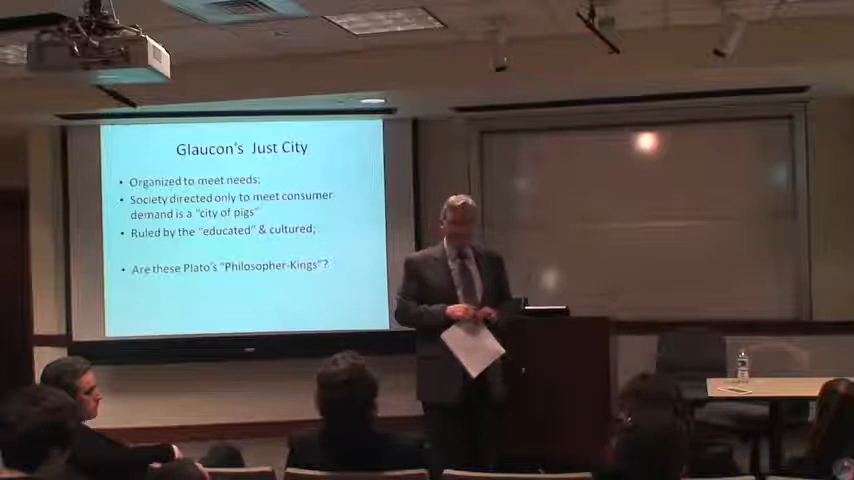 Glaucon's Just City
• Organized to meet needs;
• Society directed only to meet consumer
demand is a "city of pigs"
• Ruled by the "educated" & cultured;
• Are these Plato's "Philosopher-Kings"?